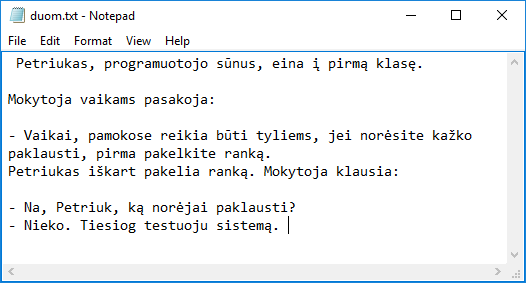 duom.txt - Notepad
File Edit Format View Help
Petriukas, programuotojo sūnus, eina į pirmą klasę.
Mokytoja vaikams pasakoja:
- Vaikai, pamokose reikia būti tyliems, jei norėsite kažko
paklausti, pirma pakelkite ranką.
Petriukas iškart pakelia ranką. Mokytoja klausia:
- Na, Petriuk, ką norėjai paklausti?
- Nieko. Tiesiog testuoju sistemą.